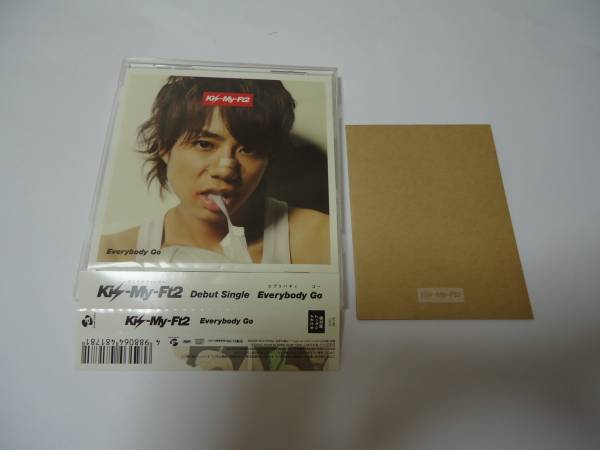 Kis-My-Ft2
Everybody Go
エブリバディ ゴー
Kis-My-Ft2 Debut Single Everybody Go
Kis-My-Ft2 Everybody Go
4 988064 481781
Kis-My-Ft2